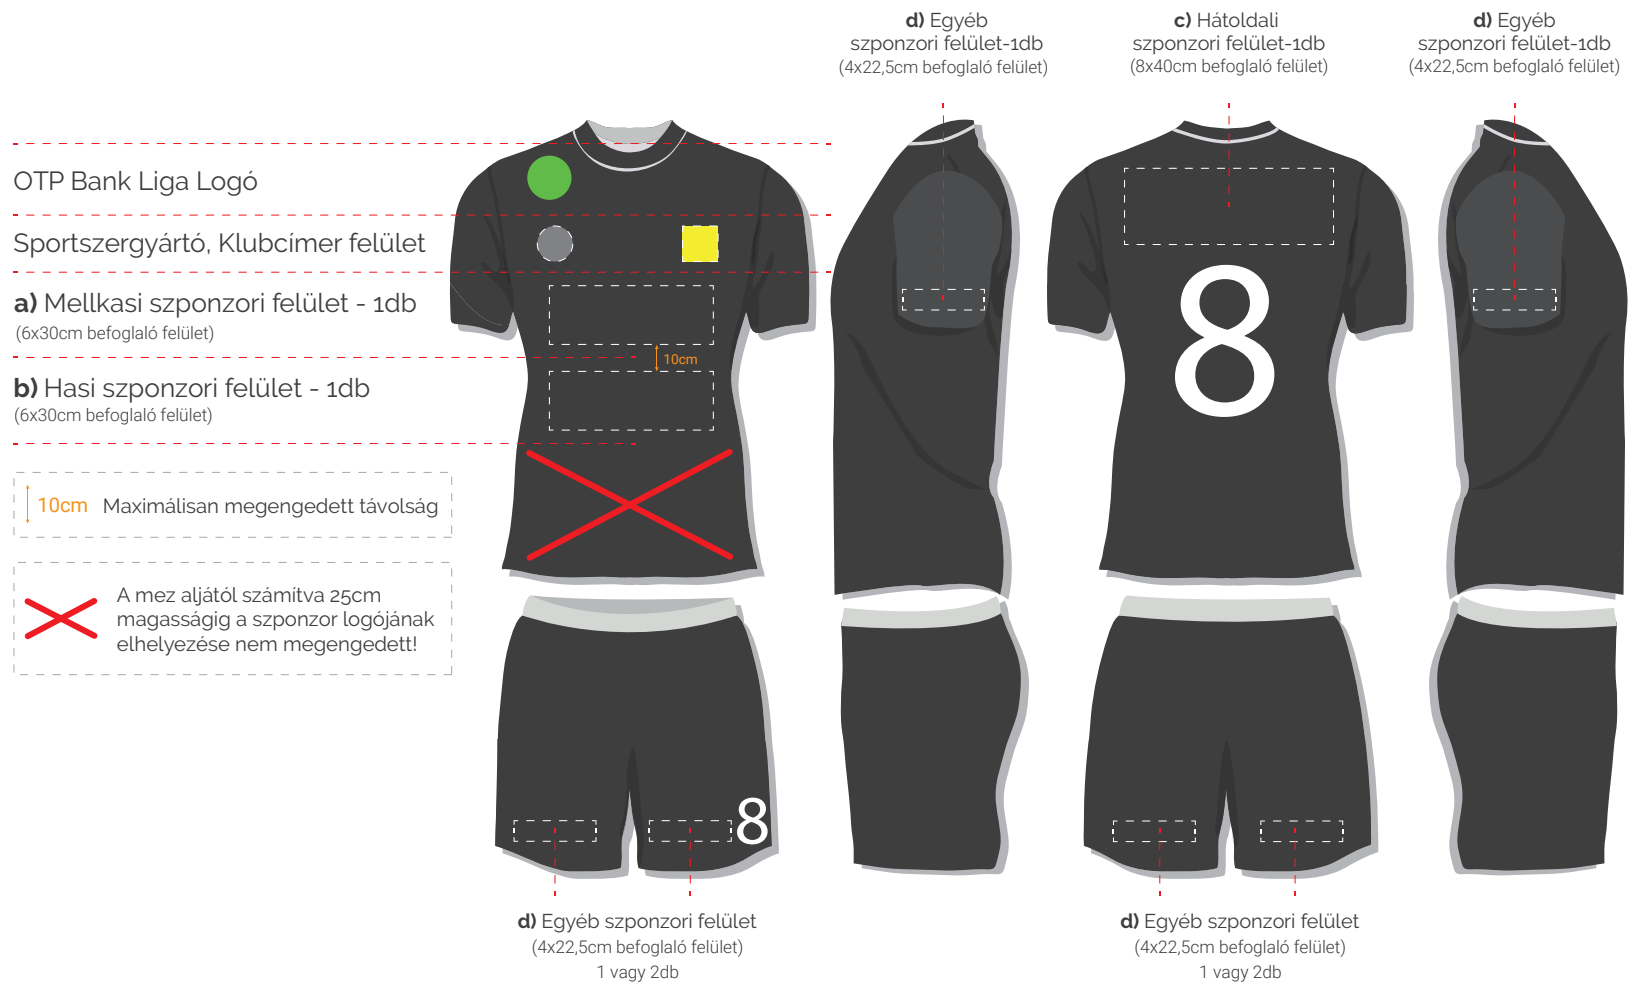 d) Egyéb
szponzori felület-1db
(4x22,5cm befoglaló felület)
c) Hátoldali
szponzori felület-1db
(8x40cm befoglaló felület)
d) Egyéb
szponzori felület-1db
(4x22,5cm befoglaló felület)
OTP Bank Liga Logó
Sportszergyártó, Klubcímer felület
a) Mellkasi szponzori felület - 1db
(6x30cm befoglaló felület)
10cm
b) Hasi szponzori felület - 1db
(6x30cm befoglaló felület)
8
10cm Maximálisan megengedett távolság
A mez aljától számítva 25cm
magasságig a szponzor logójának
elhelyezése nem megengedett!
8
d) Egyéb szponzori felület
(4x22,5cm befoglaló felület)
1 vagy 2db
d) Egyéb szponzori felület
(4x22,5cm befoglaló felület)
1 vagy 2db